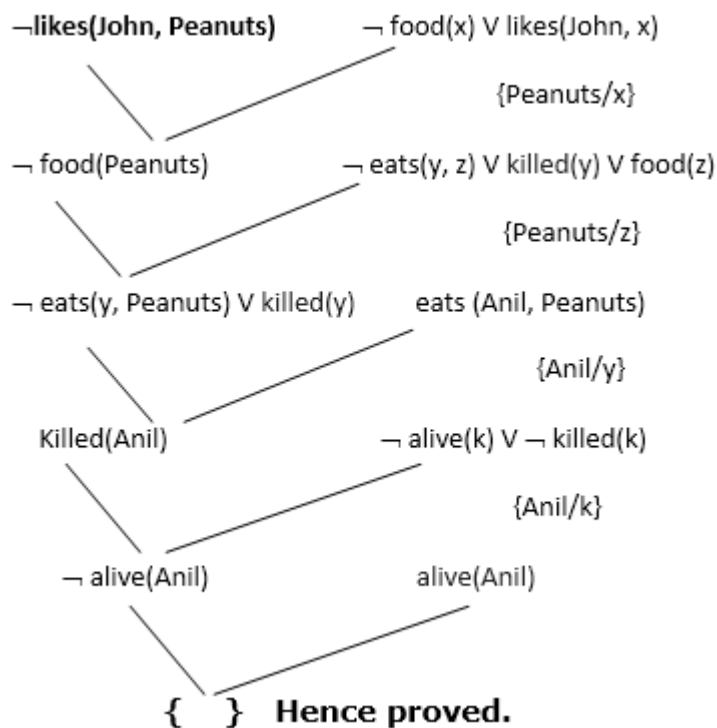 ¬likes(John, Peanuts) ¬ food(x) V likes(John, x)
{Peanuts/x}
¬ food(Peanuts) ¬ eats(y, z) V killed(y) V food(z)
{Peanuts/z}
¬ eats(y, Peanuts) V killed(y) eats (Anil, Peanuts)
{Anil/y}
Killed(Anil) ¬ alive(k) V ¬ killed(k)
{Anil/k}
¬ alive(Anil) alive(Anil)
{ } Hence proved.